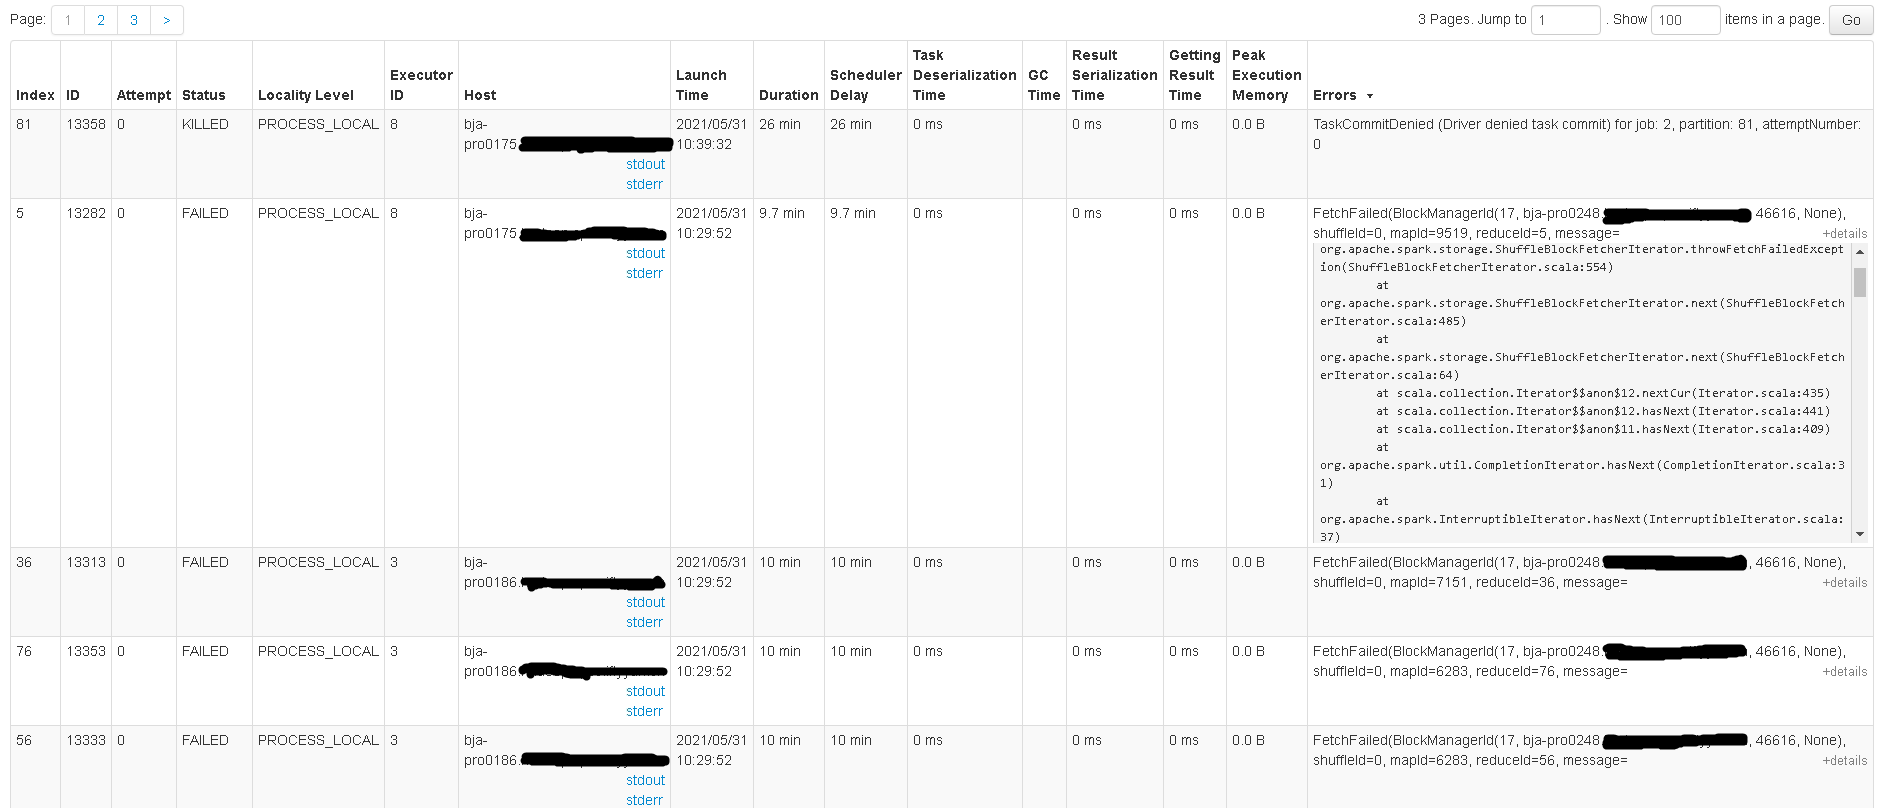 Page: 1 2 3 > 3 Pages. Jump to 1 . Show 100 items in a page. Go
Index ID Attempt Status Locality Level Executor ID Host Launch Time Duration Scheduler Delay Task Deserialization Time GC Time Result Serialization Time Getting Result Time Peak Execution Memory Errors
81 13358 0 KILLED PROCESS_LOCAL 8 bja- 2021/05/31 26 min 26 min 0 ms 0 ms 0 ms 0.0 B TaskCommitDenied (Driver denied task commit) for job: 2, partition: 81, attemptNumber:
pro0175. 10:39:32 0
stdout
stderr
5 13282 0 FAILED PROCESS_LOCAL 8 bja- 2021/05/31 9.7 min 9.7 min 0 ms 0 ms 0 ms 0.0 B FetchFailed(BlockManagerId(17, bja-pro0248. 46616, None),
pro0175. 10:29:52 shuffleId=0, mapId=9519, reduceId=5, message= +details
stdout
stderr
org.apache.spark.storage.ShuffleBlockFetcherIterator.throwFetchFailedExcept
ion(ShuffleBlockFetcherIterator.scala:554)
at
org.apache.spark.storage.ShuffleBlockFetcherIterator.next(ShuffleBlockFetch
erIterator.scala:485)
at
org.apache.spark.storage.ShuffleBlockFetcherIterator.next(ShuffleBlockFetch
erIterator.scala:64)
at scala.collection.Iterator$$anon$12.nextCur(Iterator.scala:435)
at scala.collection.Iterator$$anon$12.hasNext(Iterator.scala:441)
at scala.collection.Iterator$$anon$11.hasNext(Iterator.scala:409)
at
org.apache.spark.util.CompletionIterator.hasNext(CompletionIterator.scala:3
1)
at
org.apache.spark.InterruptibleIterator.hasNext(InterruptibleIterator.scala:
37)
36 13313 0 FAILED PROCESS_LOCAL 3 bja- 2021/05/31 10 min 10 min 0 ms 0 ms 0 ms 0.0 B FetchFailed(BlockManagerId(17, bja-pro0248. , 46616, None),
pro0186. 10:29:52 shuffleId=0, mapId=7151, reduceId=36, message= +details
stdout
stderr
76 13353 0 FAILED PROCESS_LOCAL 3 bja- 2021/05/31 10 min 10 min 0 ms 0 ms 0 ms 0.0 B FetchFailed(BlockManagerId(17, bja-pro0248. , 46616, None),
pro0186. 10:29:52 shuffleId=0, mapId=6283, reduceId=76, message= +details
stdout
stderr
56 13333 0 FAILED PROCESS_LOCAL 3 bja- 2021/05/31 10 min 10 min 0 ms 0 ms 0 ms 0.0 B FetchFailed(BlockManagerId(17, bja-pro0248. , 46616, None),
pro0186. 10:29:52 shuffleId=0, mapId=6283, reduceId=56, message= +details
stdout
stderr